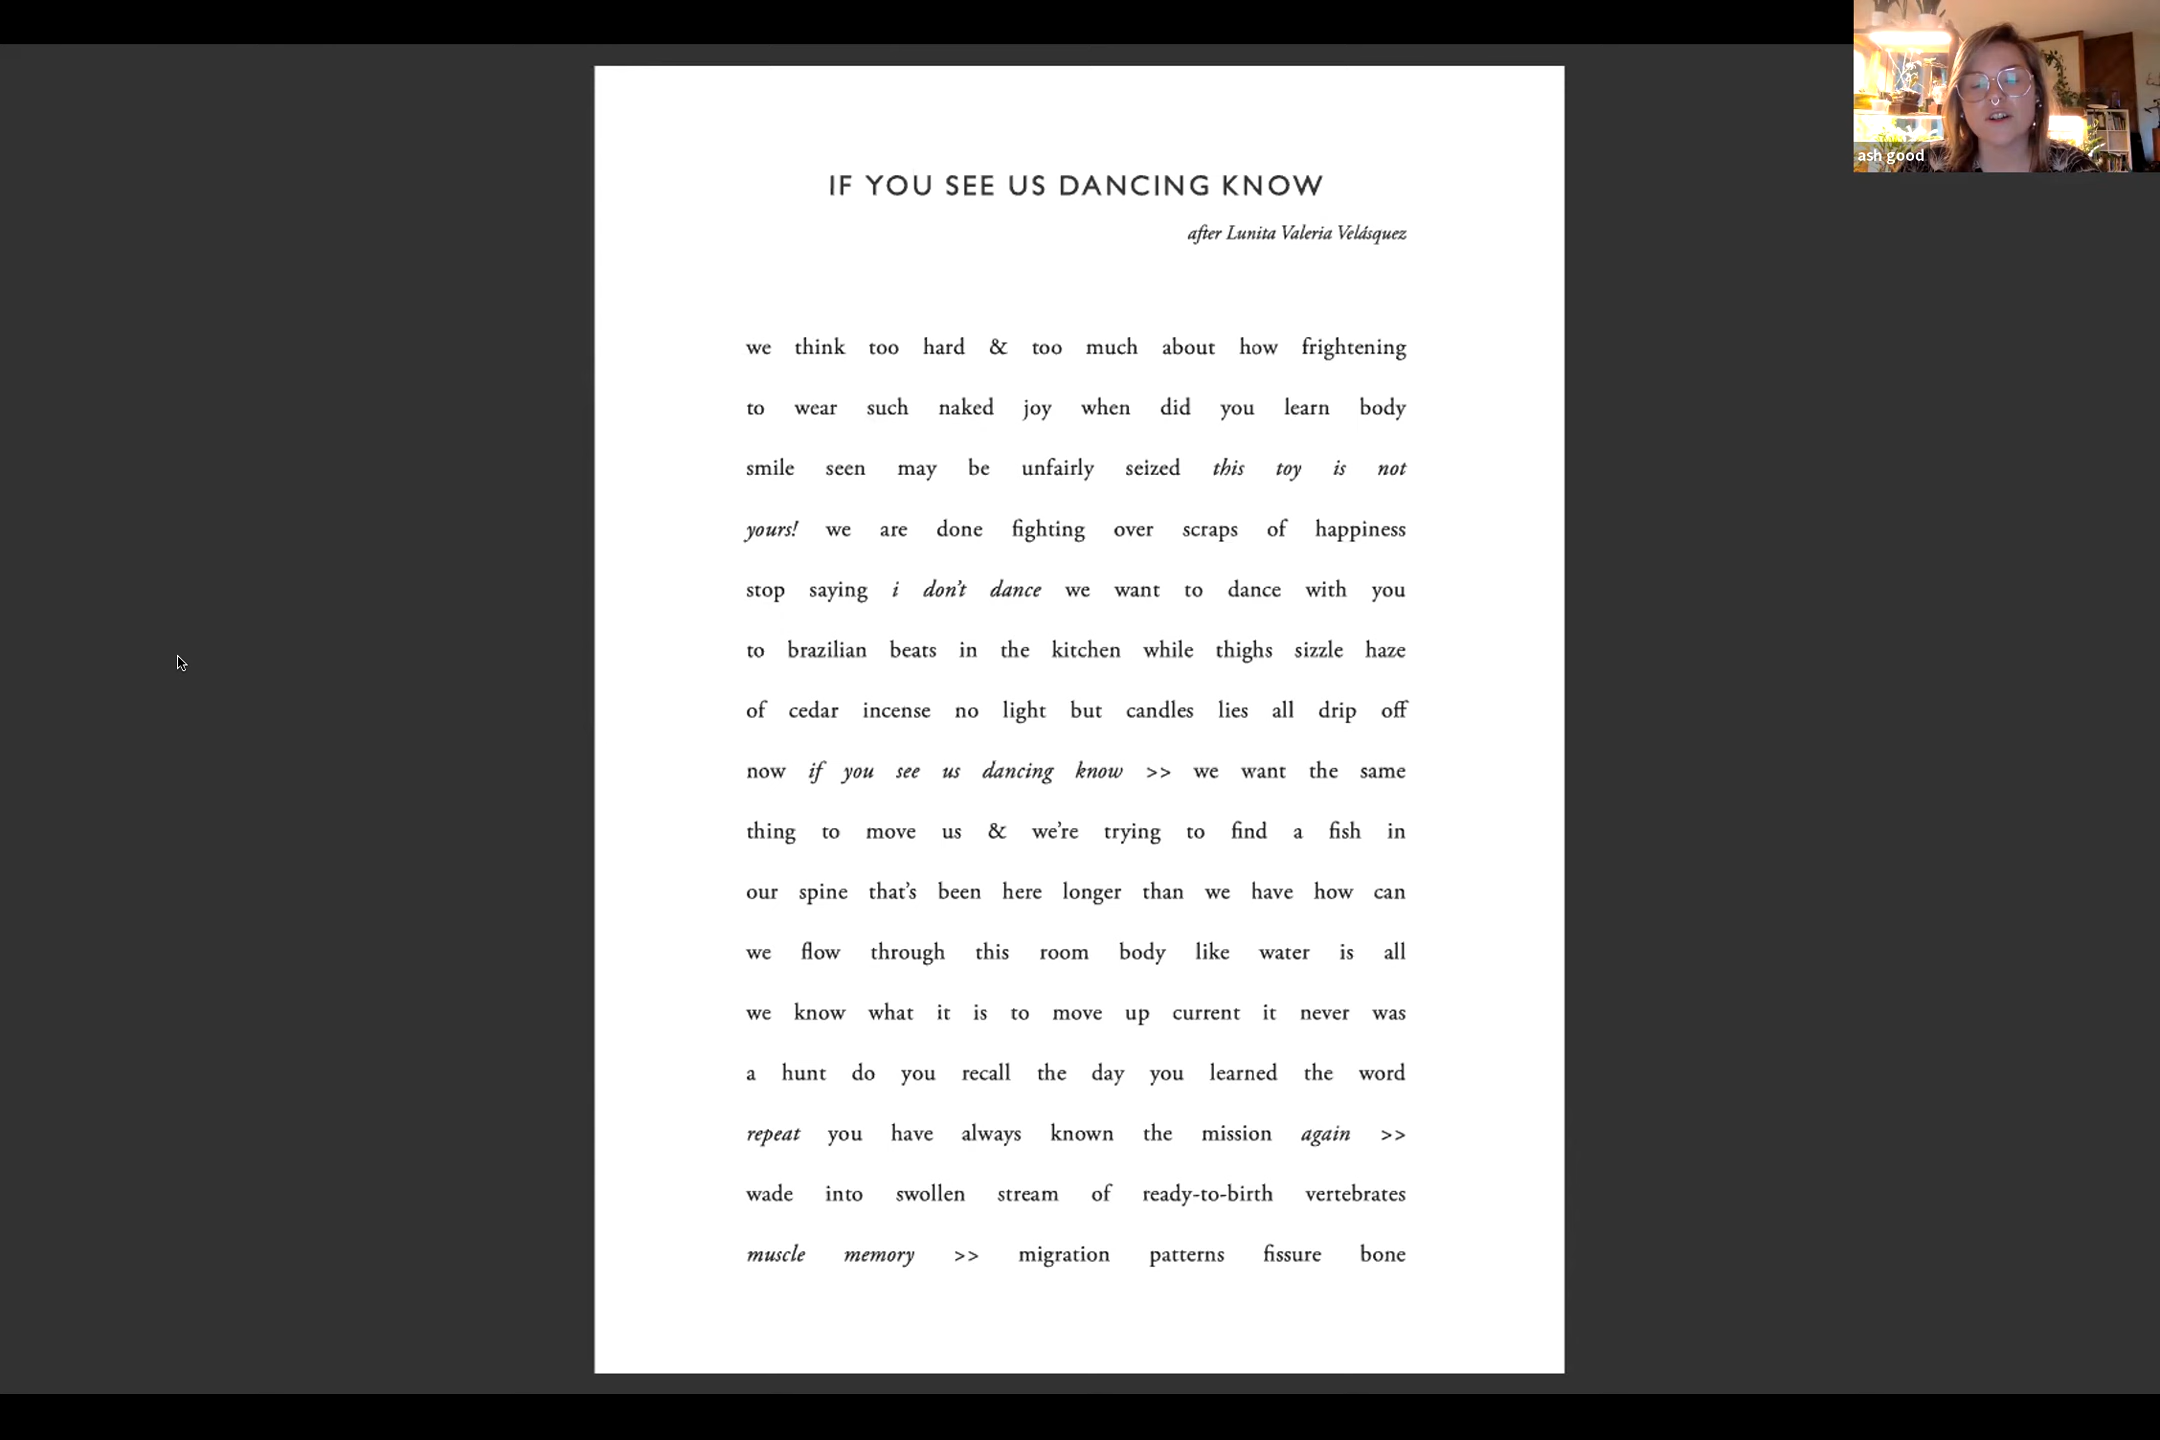 IF YOU SEE US DANCING KNOW
after Lunita Valeria Velásquez
we think too hard & too much about how frightening
to wear such naked joy when did you learn body
smile seen may be unfairly seized this toy is not
yours! we are done fighting over scraps of happiness
stop saying i don’t dance we want to dance with you
to brazilian beats in the kitchen while thighs sizzle haze
of cedar incense no light but candles lies all drip off
now if you see us dancing know >> we want the same
thing to move us & we’re trying to find a fish in
our spine that’s been here longer than we have how can
we flow through this room body like water is all
we know what it is to move up current it never was
a hunt do you recall the day you learned the word
repeat you have always known the mission again >>
wade into swollen stream of ready-to-birth vertebrates
muscle memory >> migration patterns fissure bone
ash good